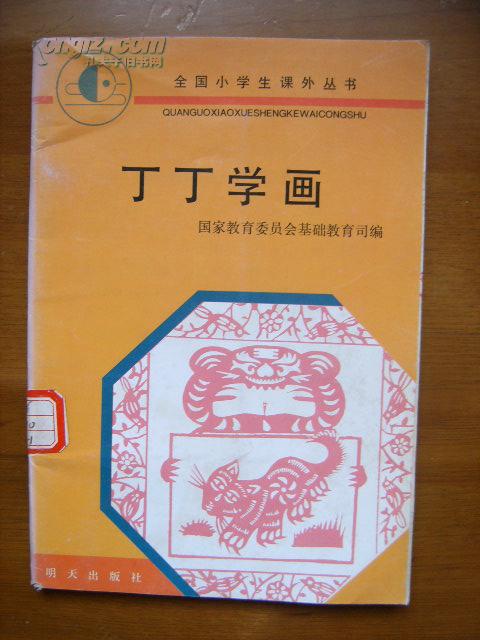 kongfz.com
孔夫子旧书网
全国小学生课外丛书
QUANGUOXIAOXUESHENGKEWAICONGSHU
丁丁学画
国家教育委员会基础教育司编
明天出版社